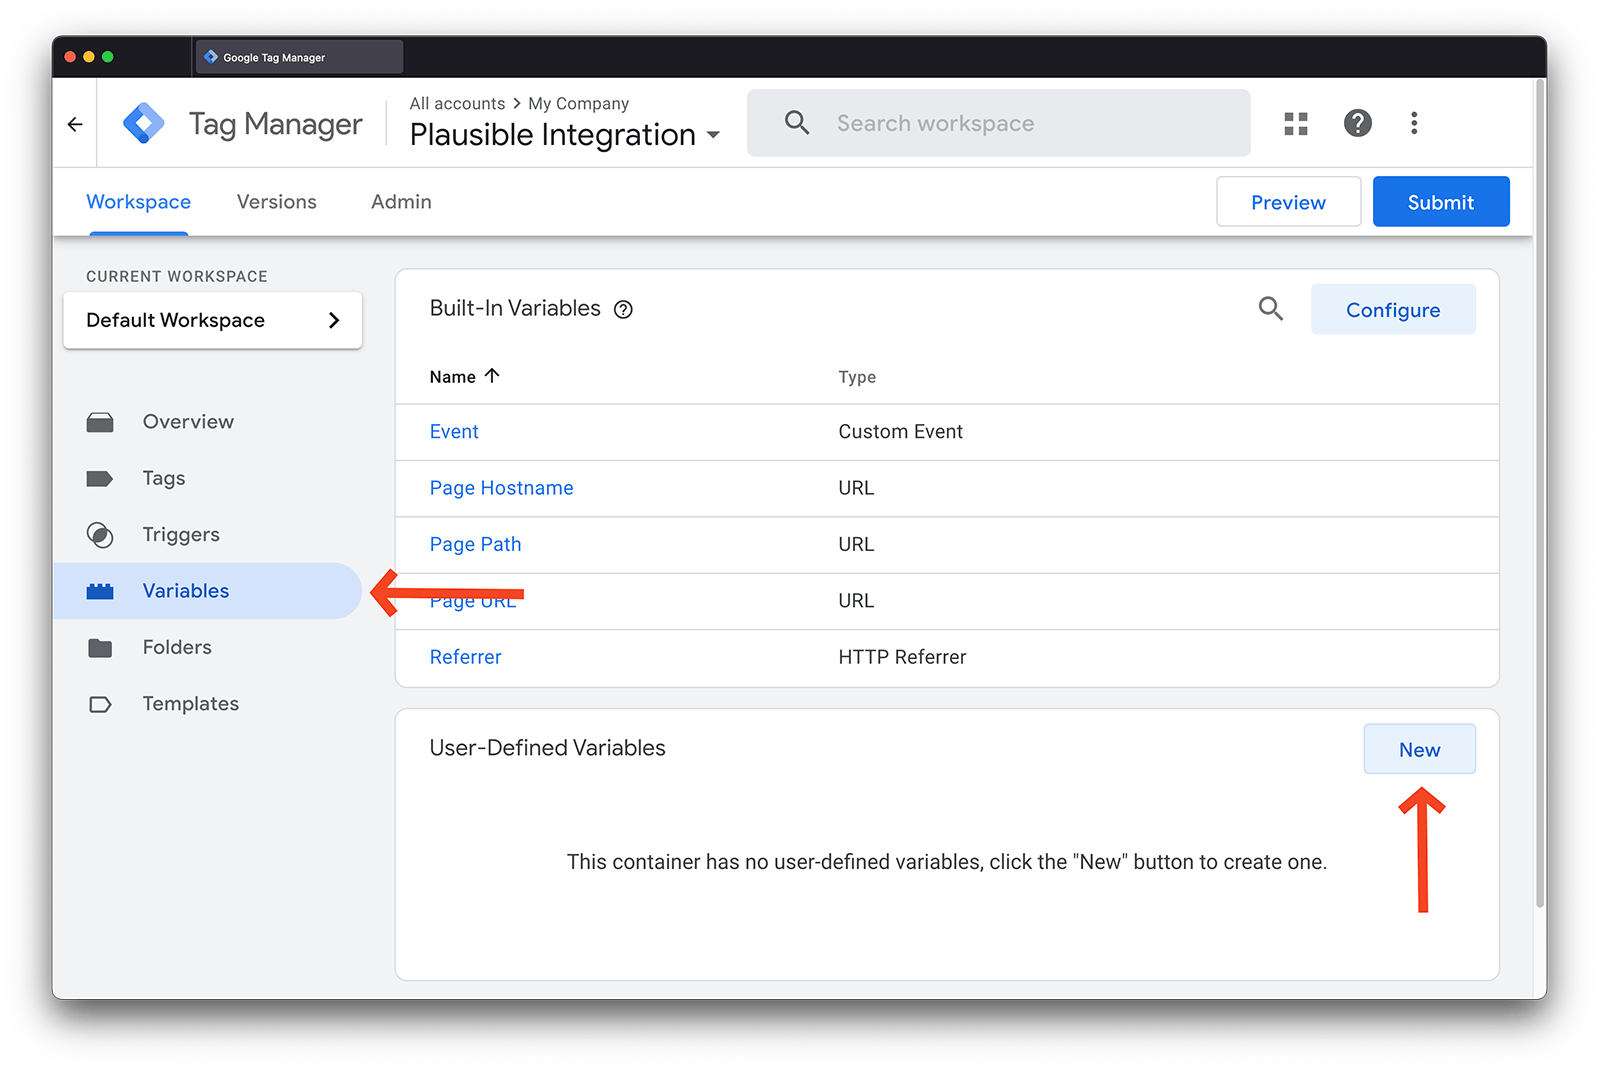 Google Tag Manager
Tag Manager
All accounts > My Company
Plausible Integration
Search workspace
Workspace
Versions
Admin
Preview
Submit
CURRENT WORKSPACE
Default Workspace
Overview
Tags
Triggers
Variables
Folders
Templates
Built-In Variables
Configure
Name Type
Event Custom Event
Page Hostname URL
Page Path URL
Page URL URL
Referrer HTTP Referrer
User-Defined Variables
New
This container has no user-defined variables, click the "New" button to create one.